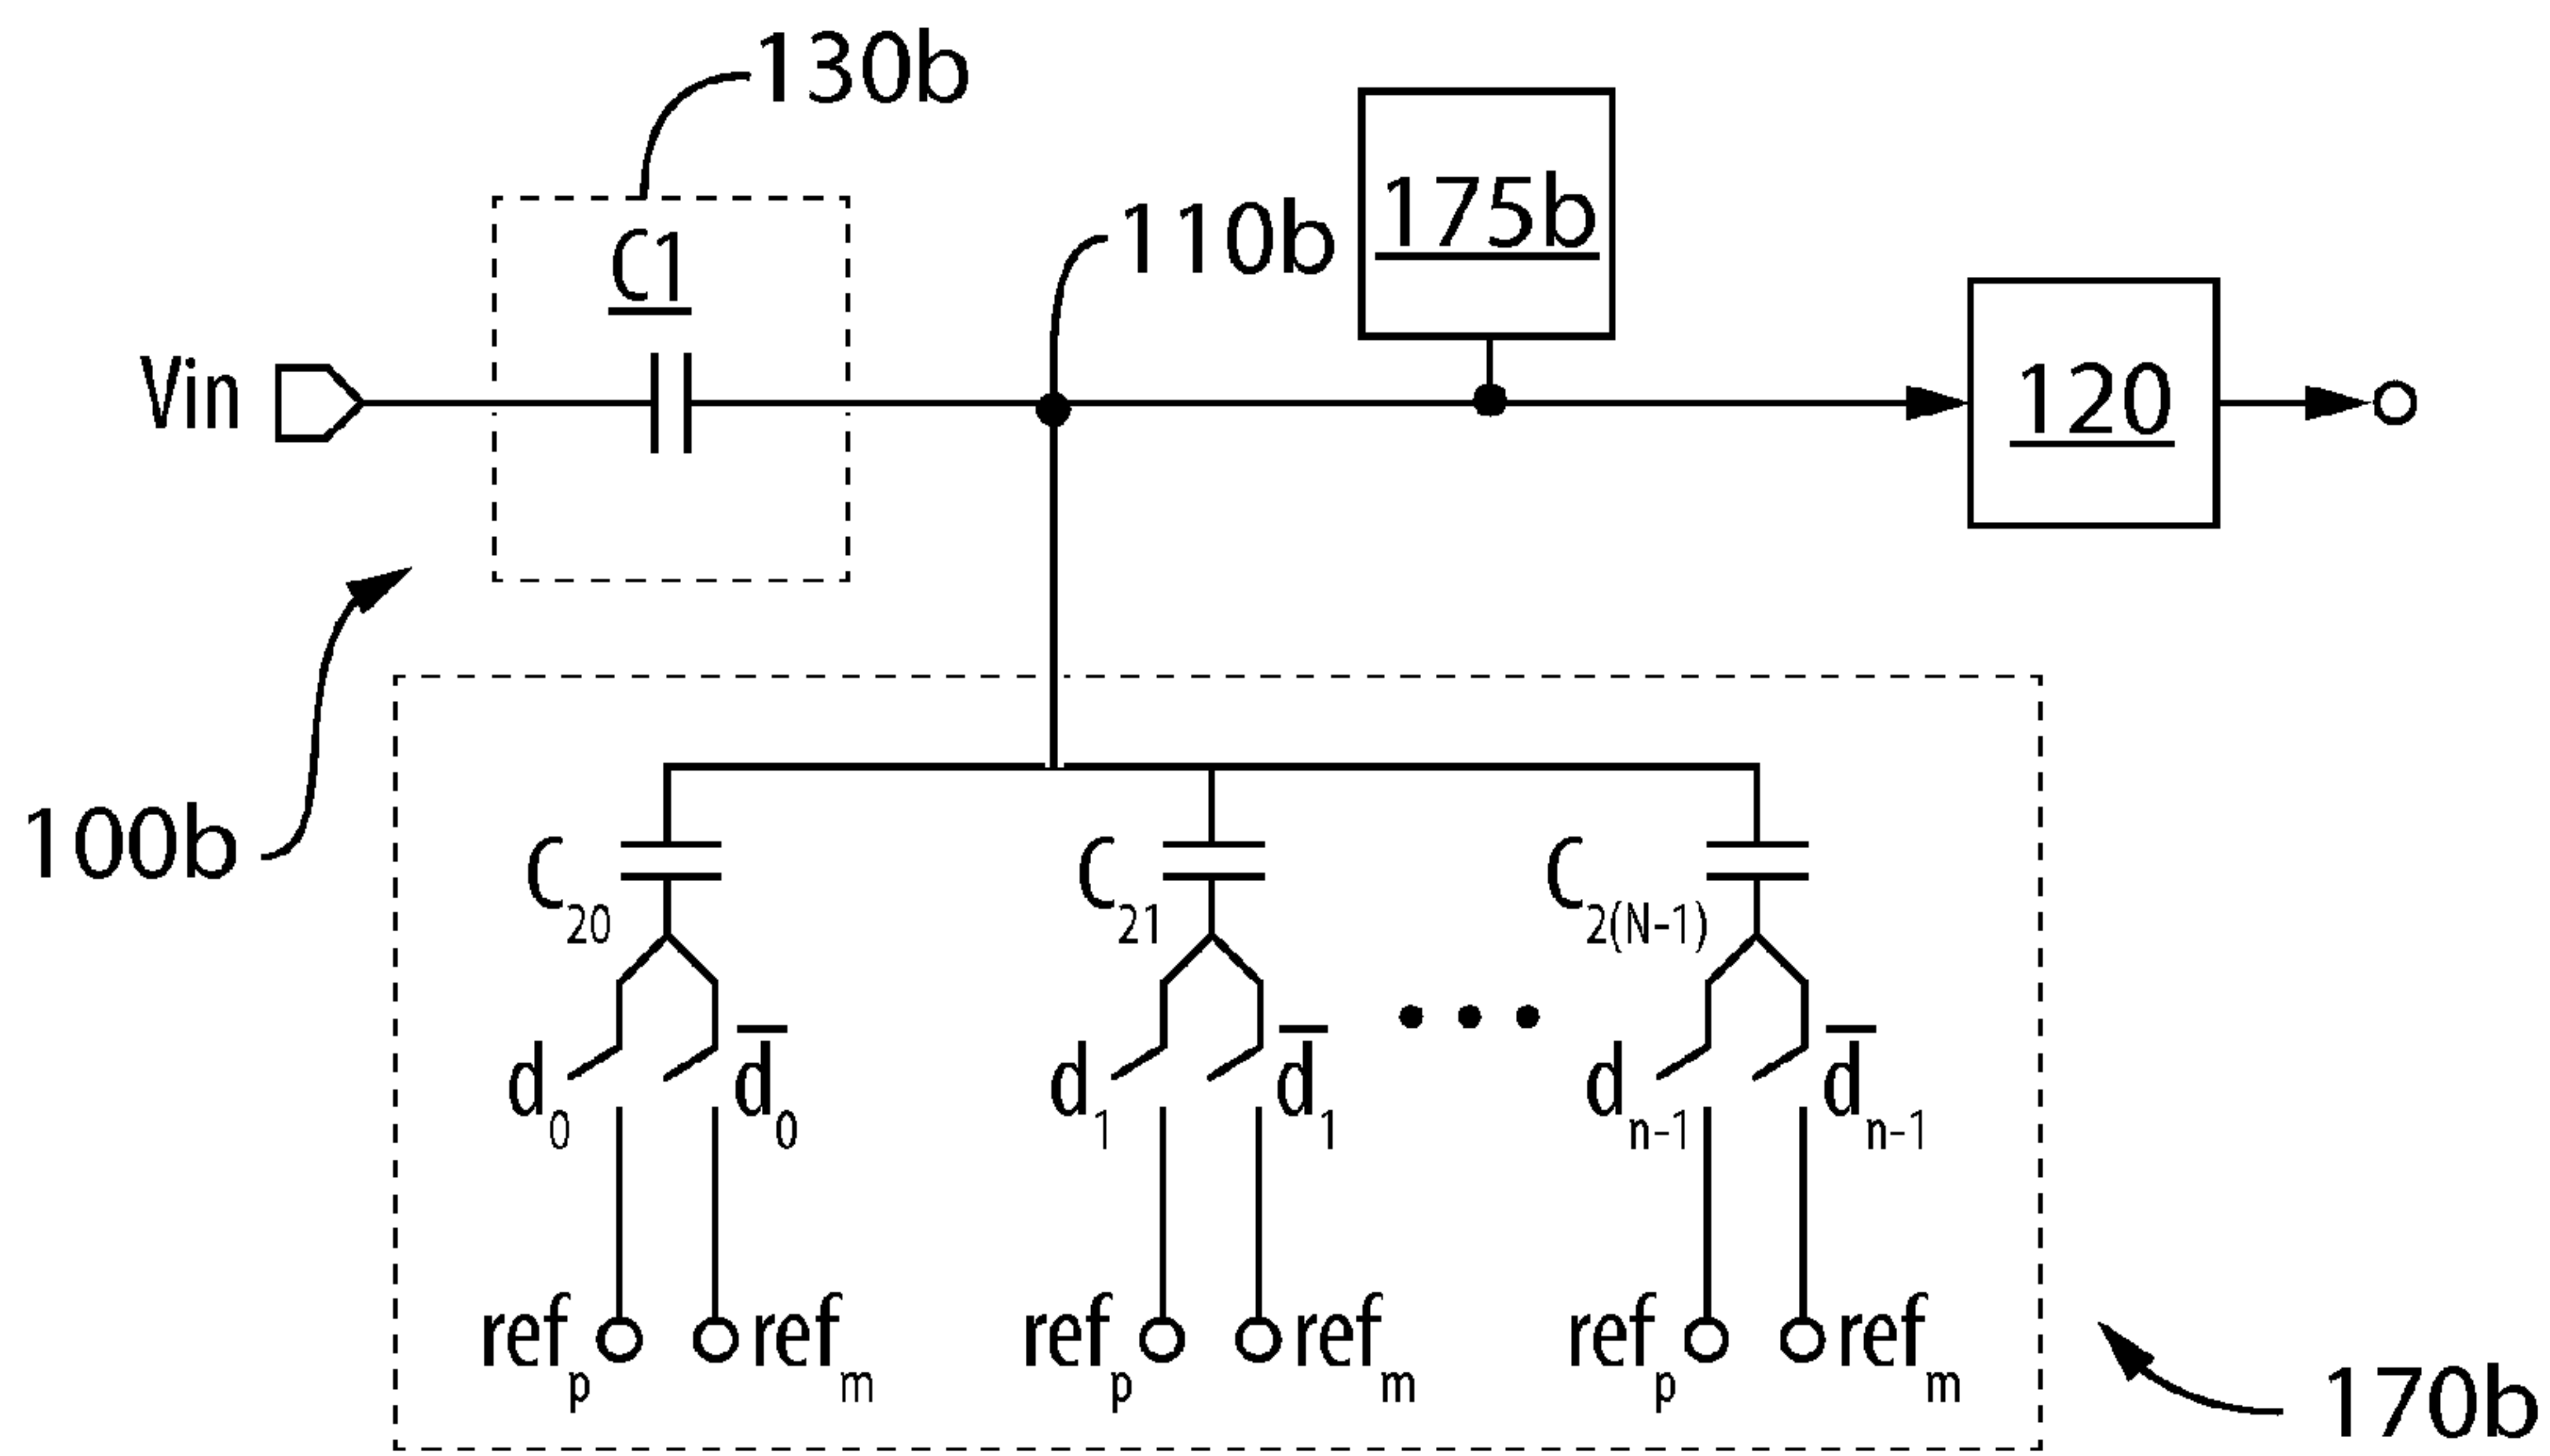 130b
C1
110b
175b
Vin
120
100b
C₂₀ C₂₁ C₂₍N₋₁₎
d₀ d̅₀ d₁ d̅₁ dₙ₋₁ d̅ₙ₋₁
refₚ refₘ refₚ refₘ refₚ refₘ
170b